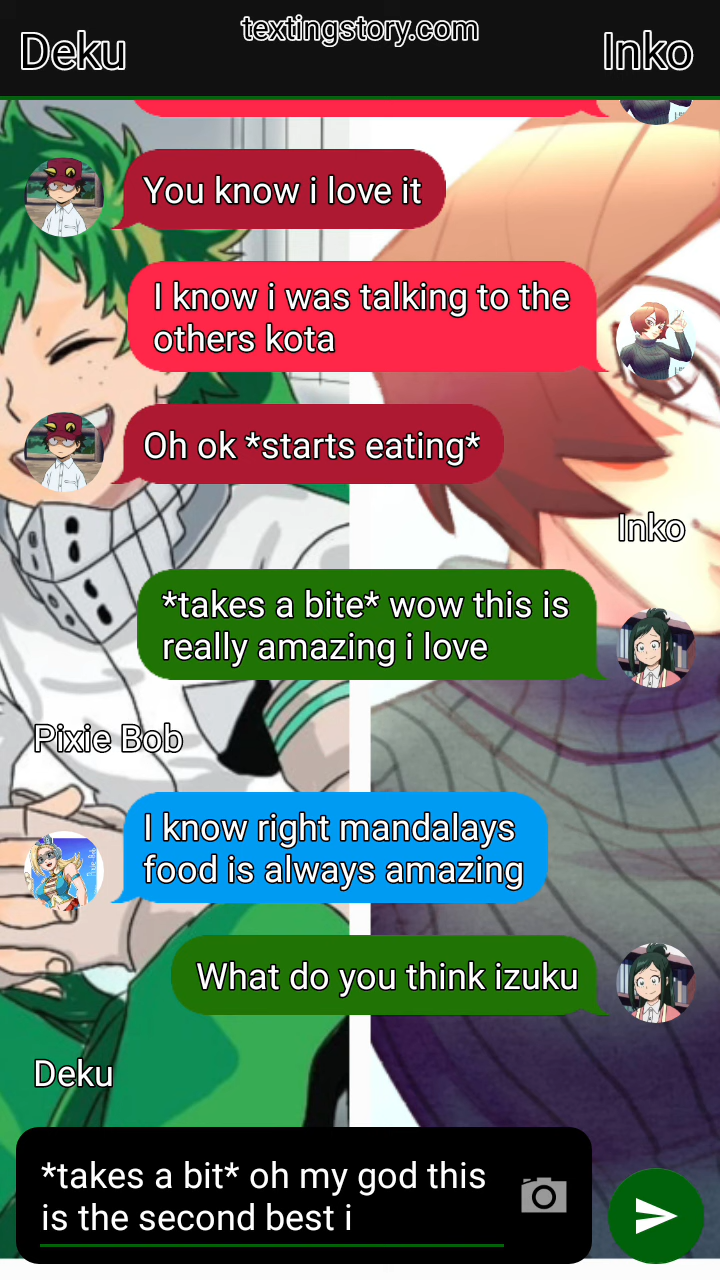 textingstory.com
Deku
Inko
You know i love it
I know i was talking to the
others kota
Oh ok *starts eating*
Inko
*takes a bite* wow this is
really amazing i love
Pixie Bob
I know right mandalays
food is always amazing
What do you think izuku
Deku
*takes a bit* oh my god this
is the second best i